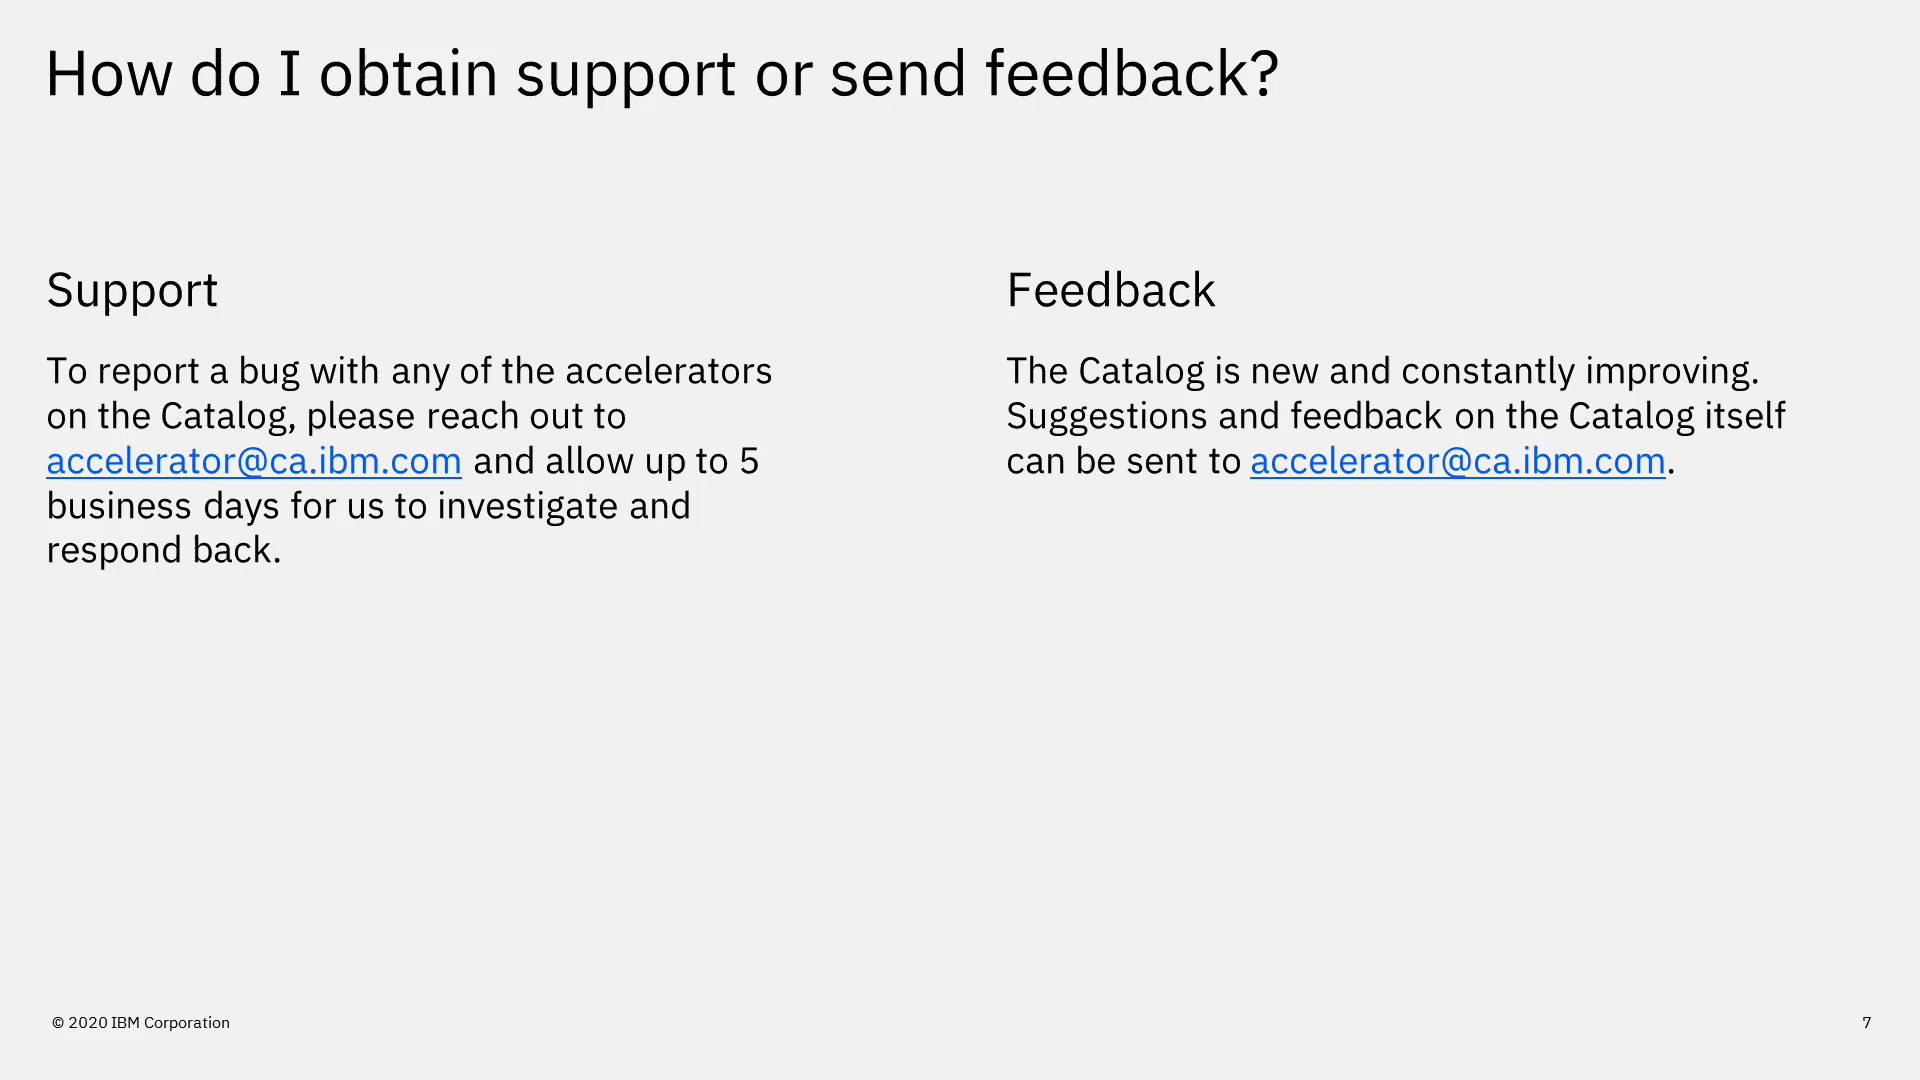 How do I obtain support or send feedback?
Support
To report a bug with any of the accelerators
on the Catalog, please reach out to
accelerator@ca.ibm.com and allow up to 5
business days for us to investigate and
respond back.
Feedback
The Catalog is new and constantly improving.
Suggestions and feedback on the Catalog itself
can be sent to accelerator@ca.ibm.com.
© 2020 IBM Corporation
7